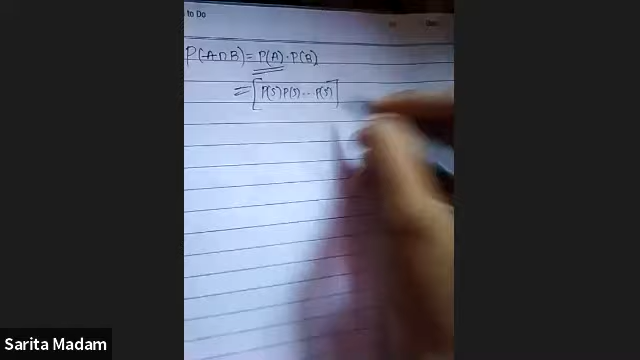 to Do
P(A∩B) = P(A) · P(B)
= [P(S)P(S)... P(S)]
Sarita Madam